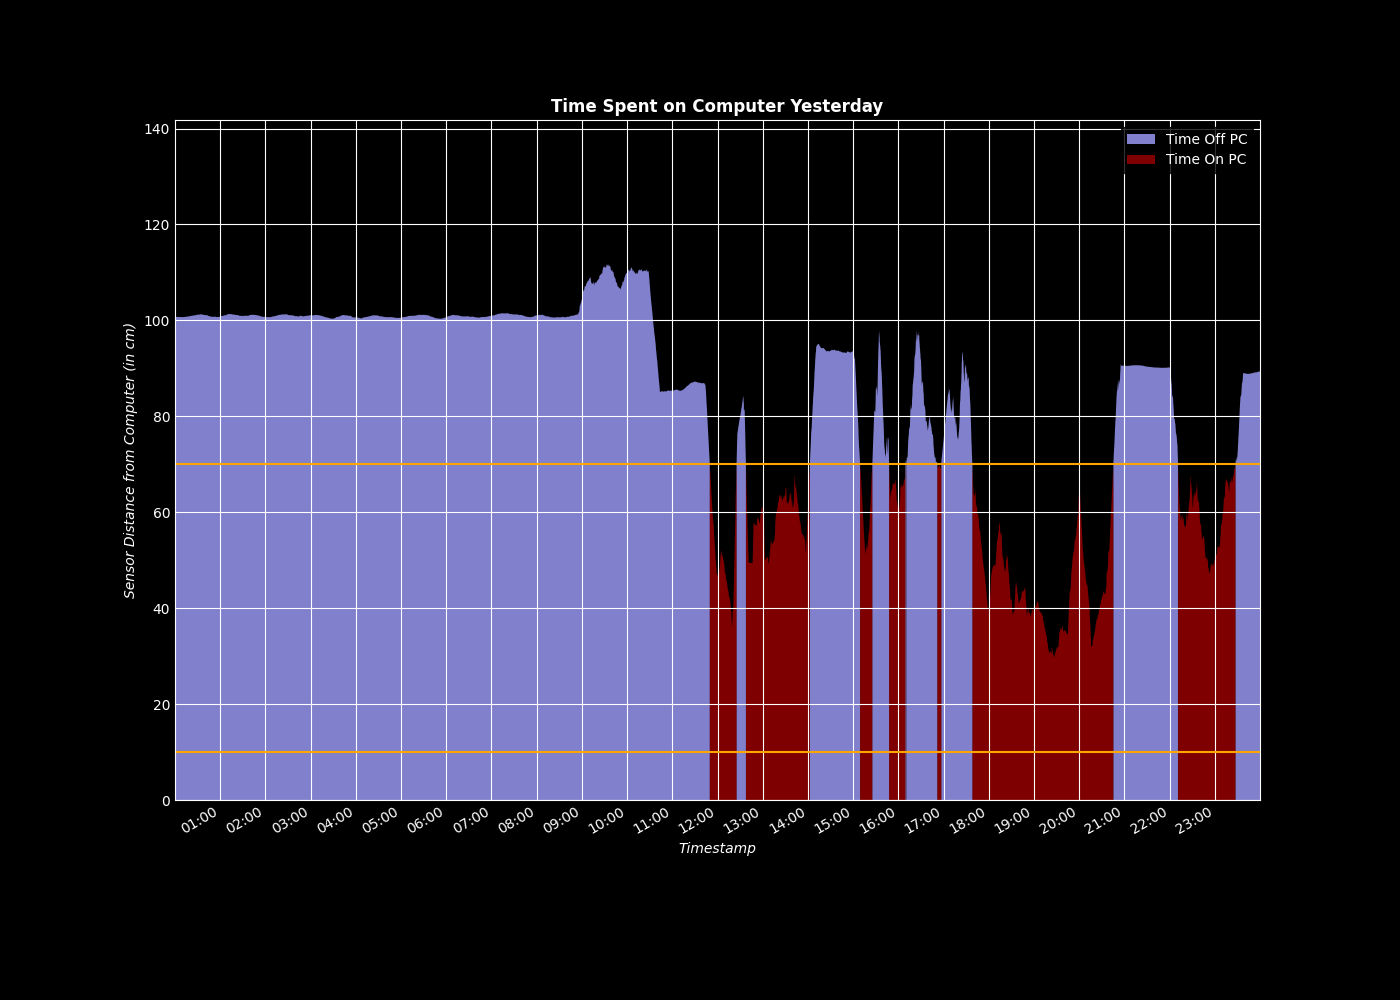 Time Spent on Computer Yesterday
Time Off PC
Time On PC
Sensor Distance from Computer (in cm)
140
120
100
80
60
40
20
0
01:00 02:00 03:00 04:00 05:00 06:00 07:00 08:00 09:00 10:00 11:00 12:00 13:00 14:00 15:00 16:00 17:00 18:00 19:00 20:00 21:00 22:00 23:00
Timestamp